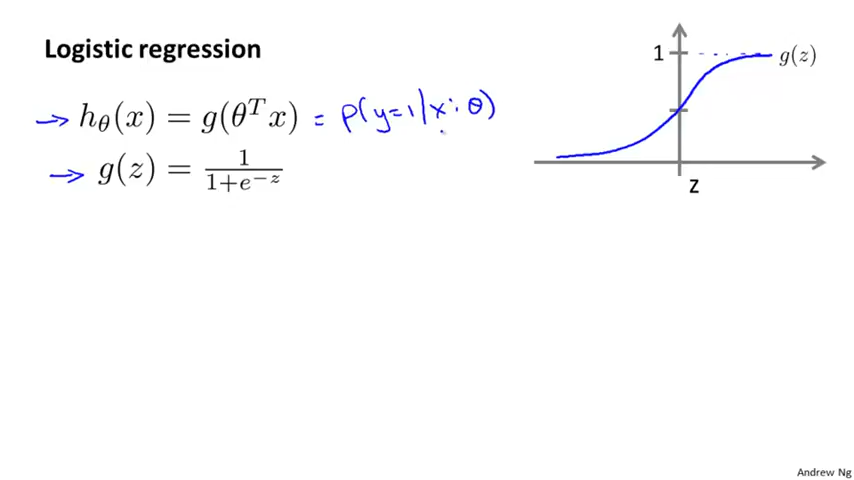 Logistic regression
→ hθ(x) = g(θᵀx) = p(y=1|x;θ)
→ g(z) = 1/(1+e⁻ᶻ)
1
g(z)
z
Andrew Ng